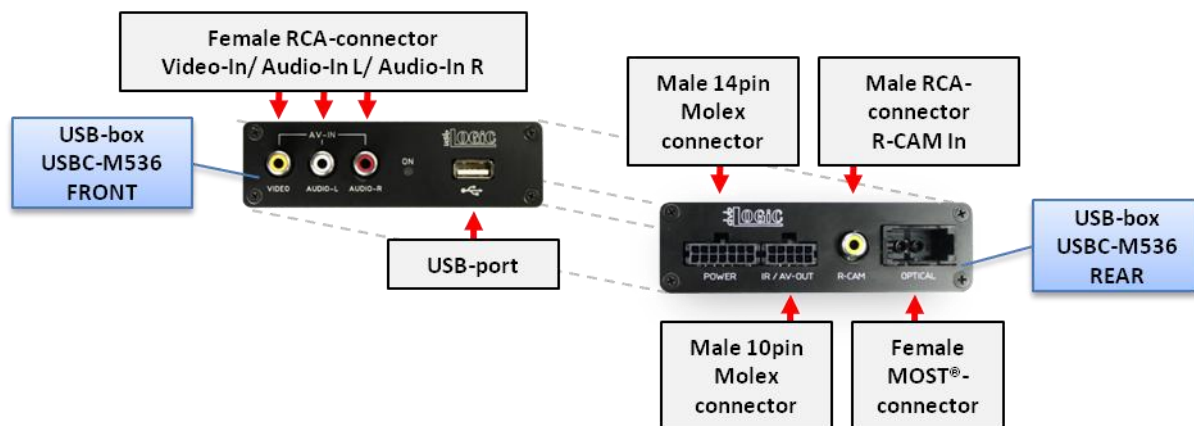 Female RCA-connector
Video-In/ Audio-In L/ Audio-In R
USB-box
USBC-M536
FRONT
AV-IN
VIDEO
AUDIO-L
AUDIO-R
ON
LOGiC
USB-port
Male 14pin
Molex
connector
Male RCA-
connector
R-CAM In
LOGiC
POWER
IR / AV-OUT
R-CAM
OPTICAL
USB-box
USBC-M536
REAR
Male 10pin
Molex
connector
Female
MOST®-
connector